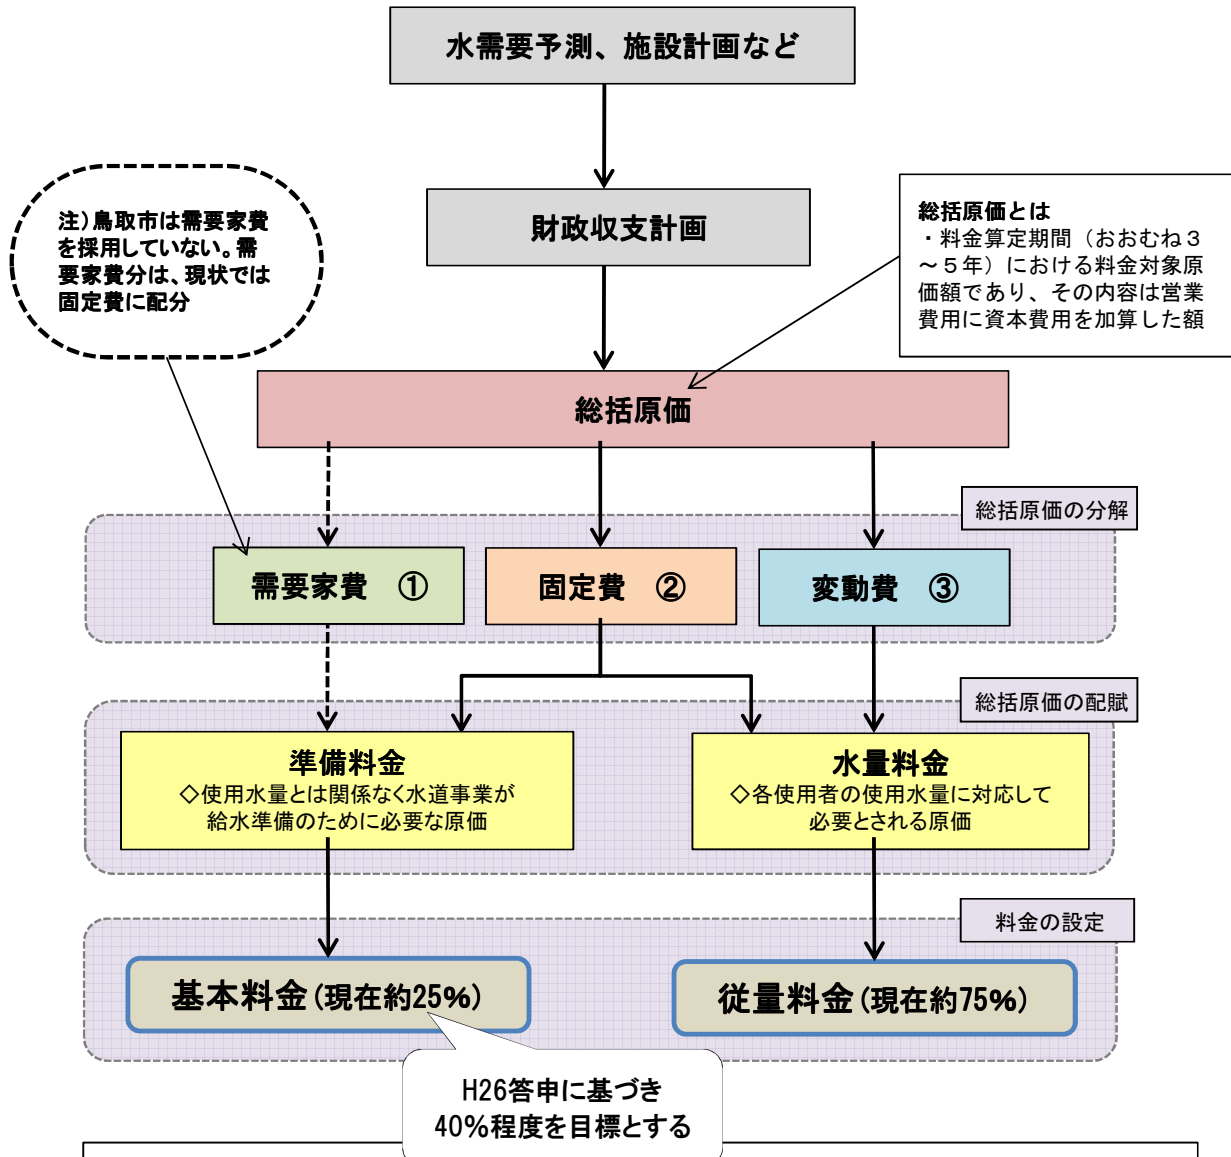 水需要予測、施設計画など
財政収支計画
注）鳥取市は需要家費
を採用していない。需
要家費分は、現状では
固定費に配分
総括原価とは
・料金算定期間（おおむね３
～５年）における料金対象原
価額であり、その内容は営業
費用に資本費用を加算した額
総括原価
総括原価の分解
需要家費　①
固定費　②
変動費　③
総括原価の配賦
準備料金
◇使用水量とは関係なく水道事業が
給水準備のために必要な原価
水量料金
◇各使用者の使用水量に対応して
必要とされる原価
料金の設定
基本料金(現在約25%)
従量料金(現在約75%)
H26答申に基づき
40%程度を目標とする